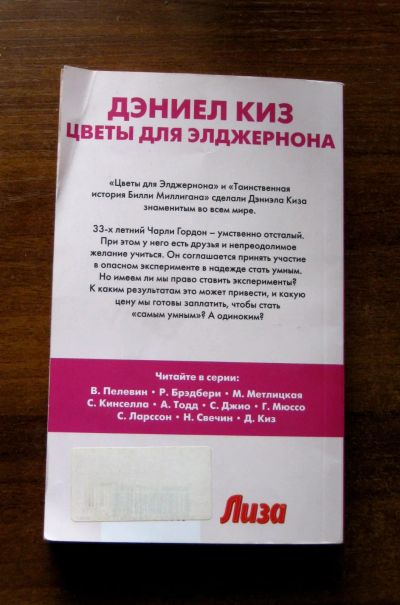 ДЭНИЕЛ КИЗ
ЦВЕТЫ ДЛЯ ЭЛДЖЕРНОНА
«Цветы для Элджернона» и «Таинственная
история Билли Миллигана» сделали Дэниэла Киза
знаменитым во всем мире.
33-х летний Чарли Гордон – умственно отсталый.
При этом у него есть друзья и непреодолимое
желание учиться. Он соглашается принять участие
в опасном эксперименте в надежде стать умным.
Но имеем ли мы право ставить эксперименты?
К каким результатам это может привести, и какую
цену мы готовы заплатить, чтобы стать
«самым умным»? А одиноким?
Читайте в серии:
В. Пелевин • Р. Брэдбери • М. Метлицкая
С. Кинселла • А. Тодд • С. Джио • Г. Мюссо
С. Ларссон • Н. Свечин • Д. Киз
Лиза